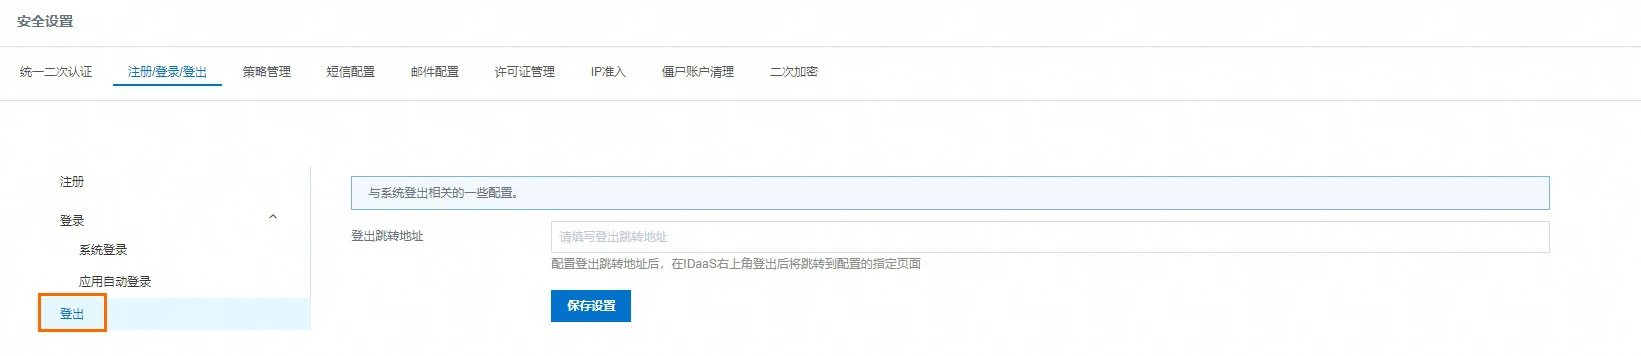 安全设置
统一二次认证 注册/登录/登出 策略管理 短信配置 邮件配置 许可证管理 IP准入 僵尸账户清理 二次加密
注册
登录
系统登录
应用自动登录
登出
与系统登出相关的一些配置。
登出跳转地址
请填写登出跳转地址
配置登出跳转地址后，在IDaaS右上角登出后将跳转到配置的指定页面
保存设置